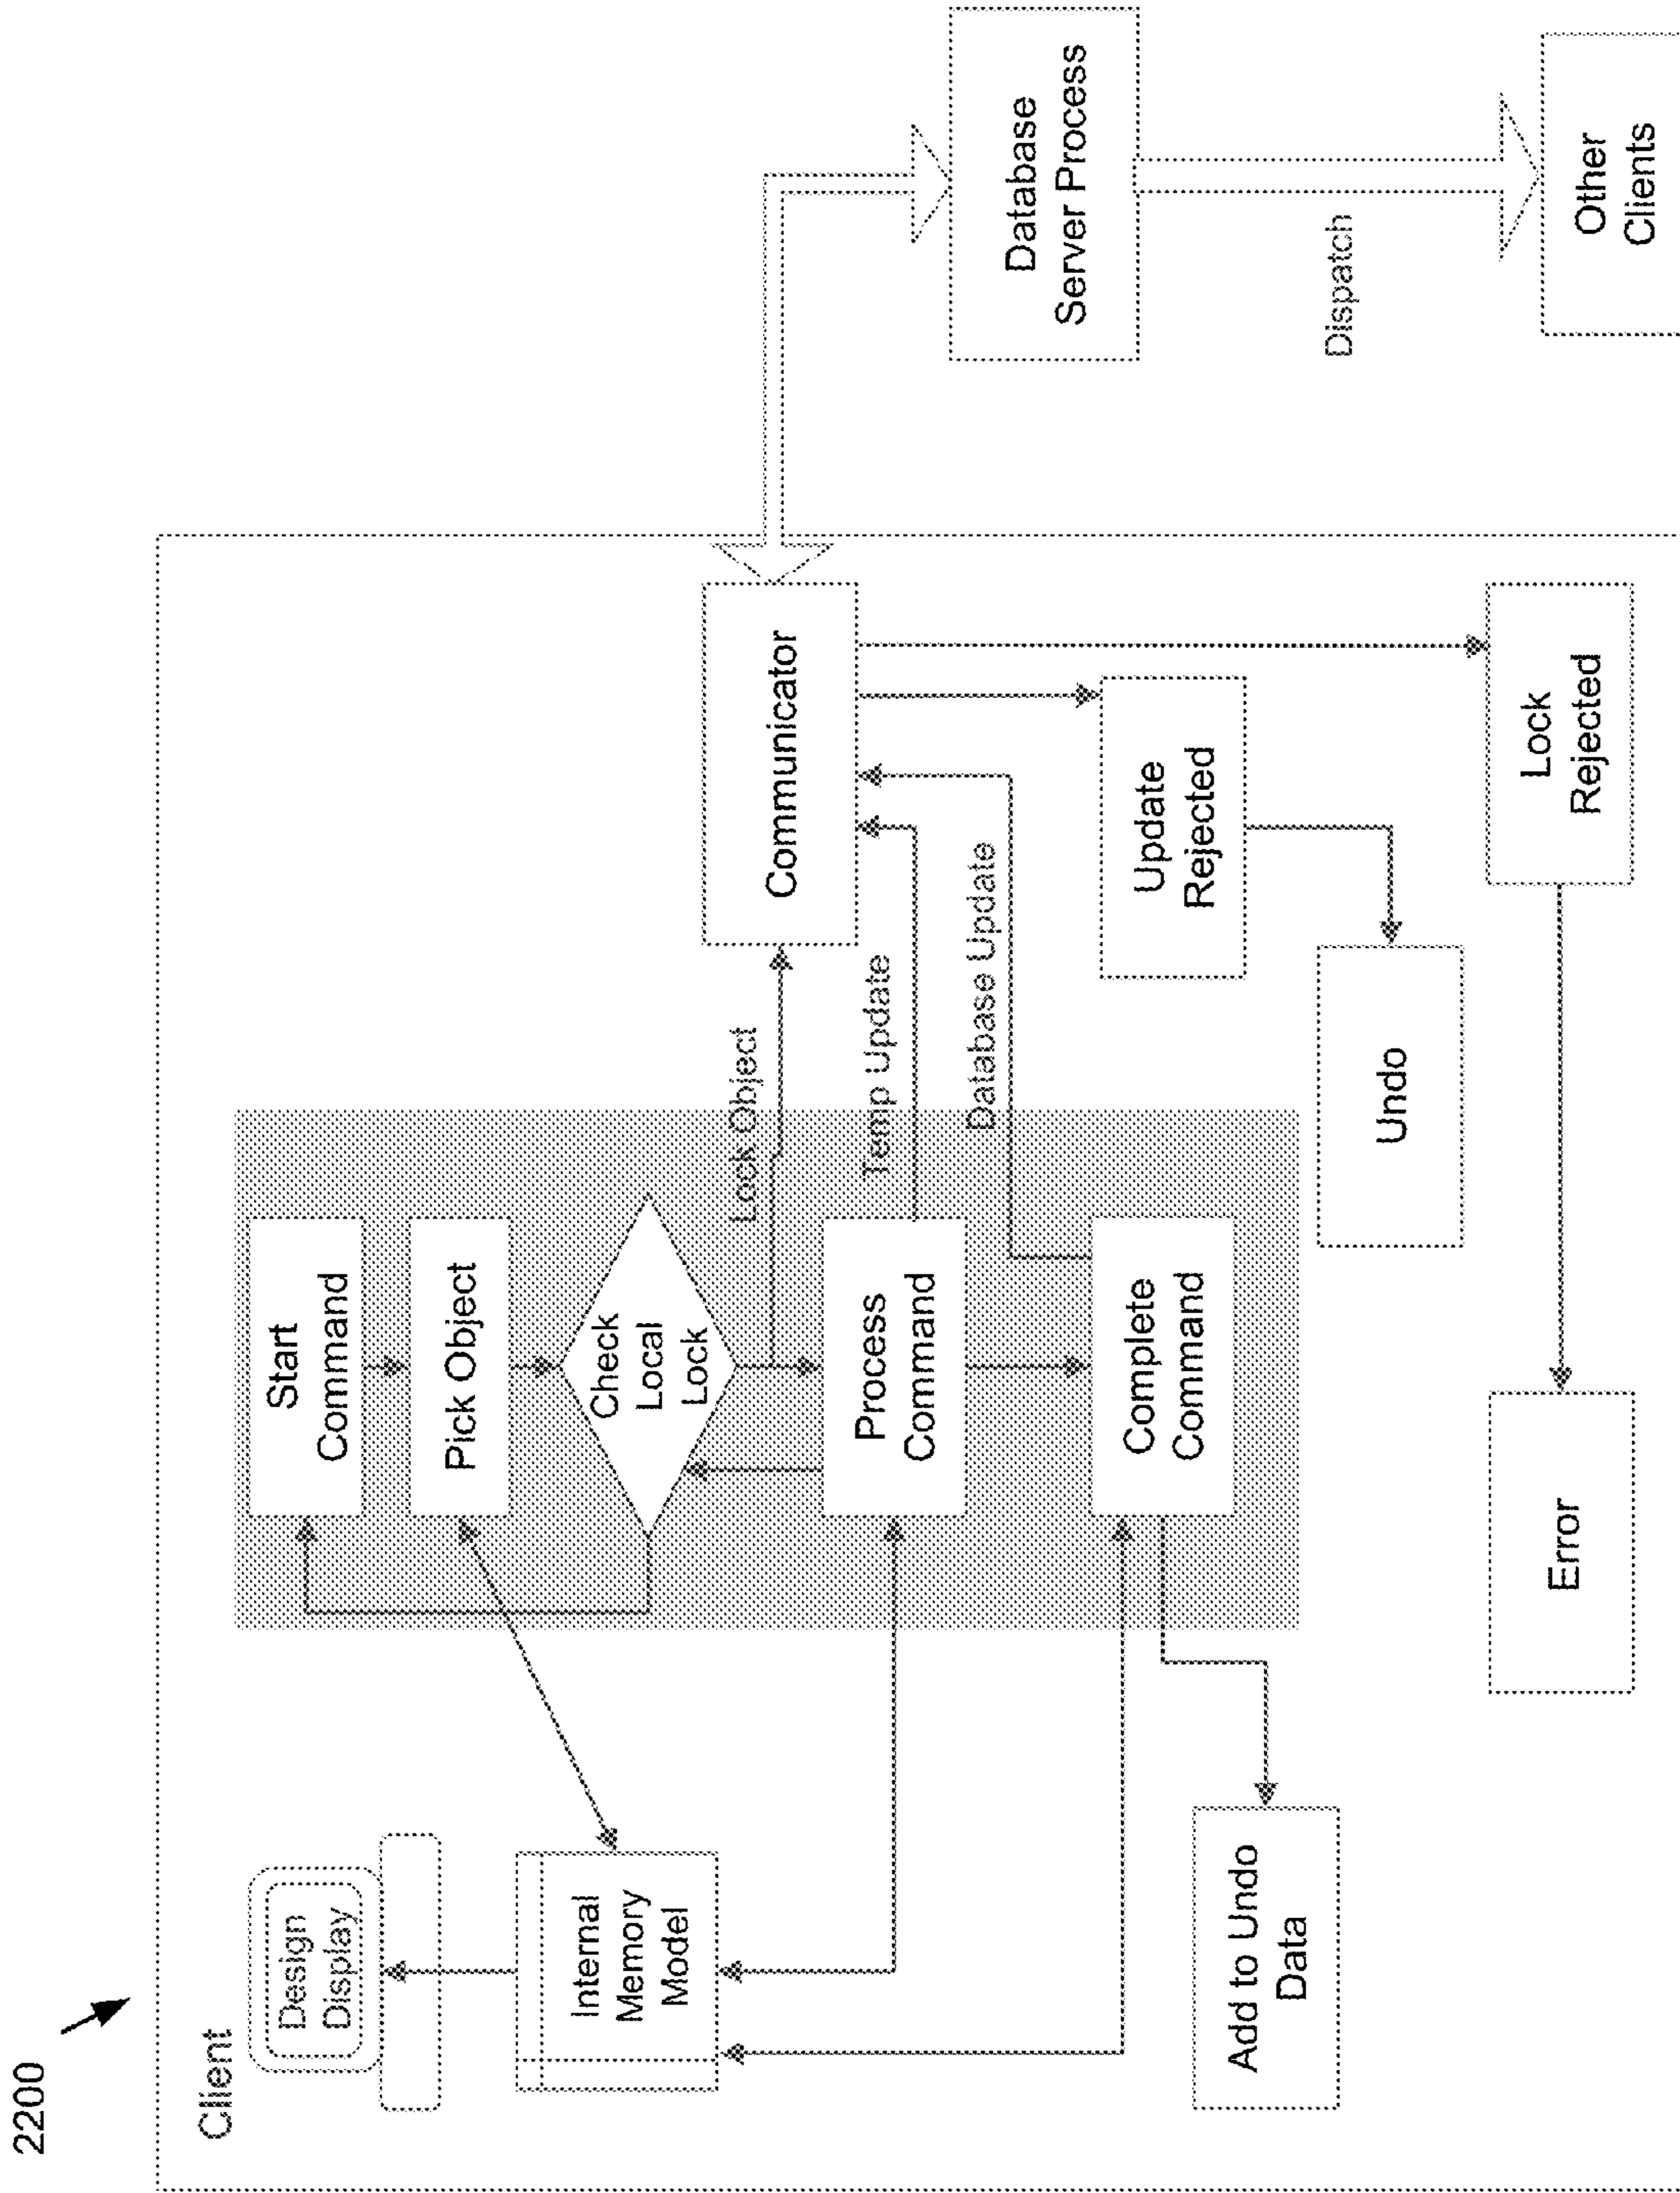 2200
Client
Design
Display
Internal
Memory
Model
Add to Undo
Data
Start
Command
Pick Object
Check
Local
Lock
Process
Command
Complete
Command
Lock Object
Temp Update
Database Update
Communicator
Update
Rejected
Undo
Lock
Rejected
Error
Database
Server Process
Dispatch
Other
Clients